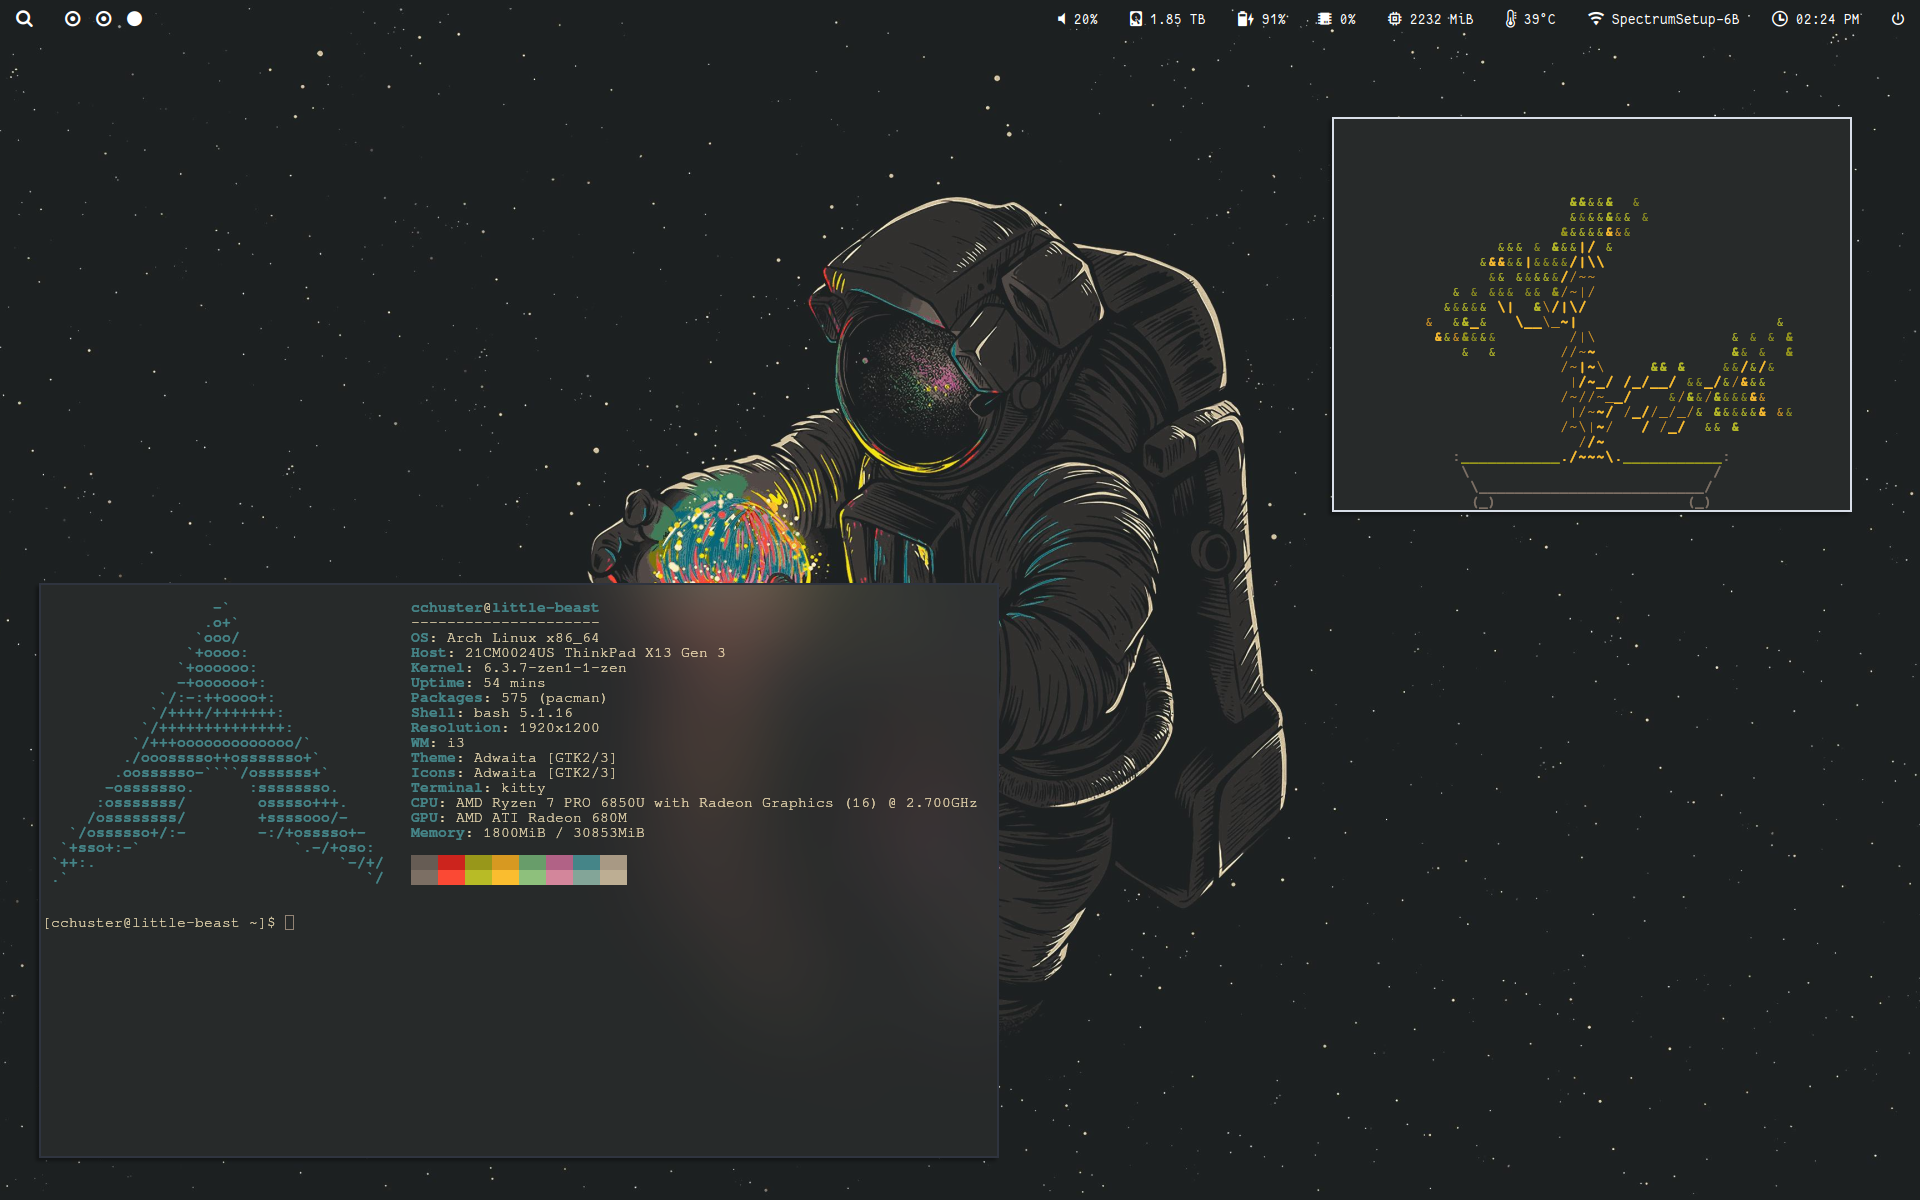 20% 1.85 TB 91% 0% 2232 MiB 39°C SpectrumSetup-6B 02:24 PM
cchuster@little-beast
---------------------
OS: Arch Linux x86_64
Host: 21CM0024US ThinkPad X13 Gen 3
Kernel: 6.3.7-zen1-1-zen
Uptime: 54 mins
Packages: 575 (pacman)
Shell: bash 5.1.16
Resolution: 1920x1200
WM: i3
Theme: Adwaita [GTK2/3]
Icons: Adwaita [GTK2/3]
Terminal: kitty
CPU: AMD Ryzen 7 PRO 6850U with Radeon Graphics (16) @ 2.700GHz
GPU: AMD ATI Radeon 680M
Memory: 1800MiB / 30853MiB
[cchuster@little-beast ~]$